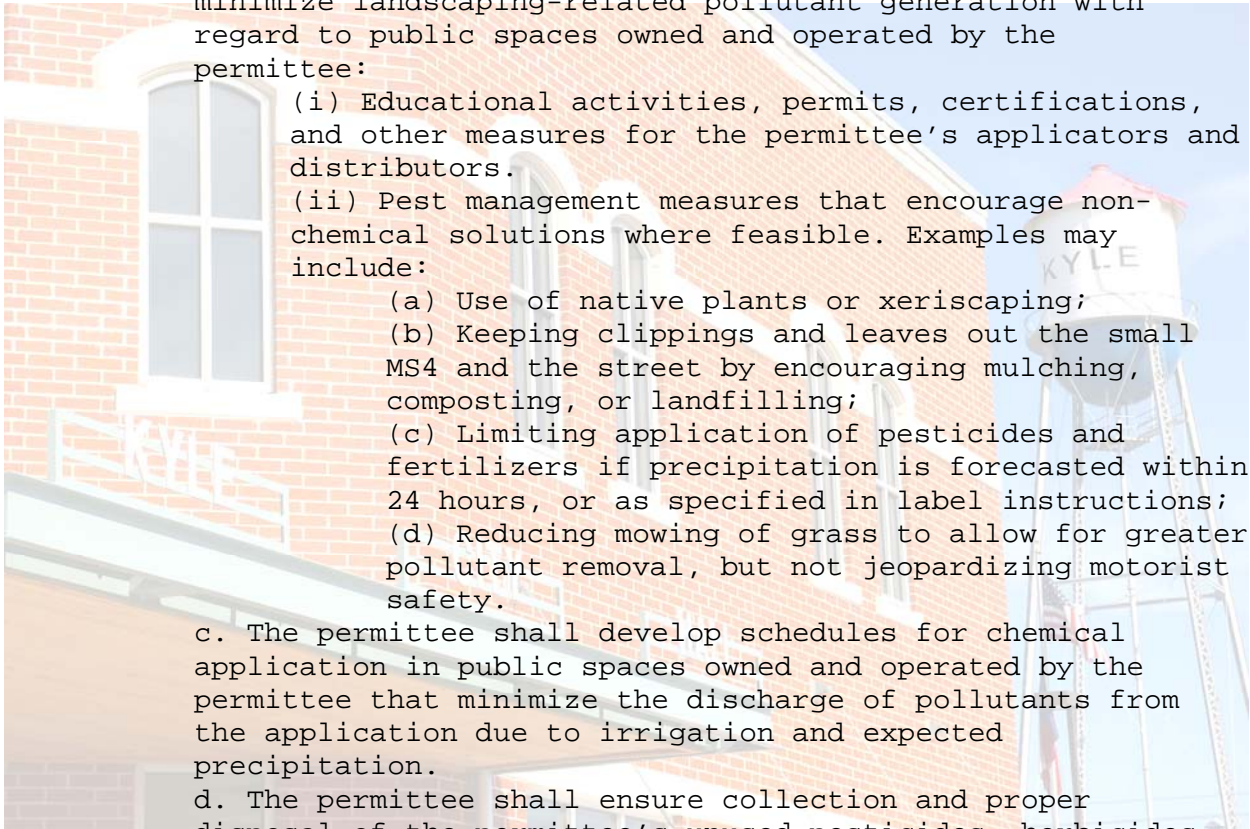 minimize landscaping-related pollutant generation with
regard to public spaces owned and operated by the
permittee:
(i) Educational activities, permits, certifications,
and other measures for the permittee's applicators and
distributors.
(ii) Pest management measures that encourage non-
chemical solutions where feasible. Examples may
include:
(a) Use of native plants or xeriscaping;
(b) Keeping clippings and leaves out the small
MS4 and the street by encouraging mulching,
composting, or landfilling;
(c) Limiting application of pesticides and
fertilizers if precipitation is forecasted within
24 hours, or as specified in label instructions;
(d) Reducing mowing of grass to allow for greater
pollutant removal, but not jeopardizing motorist
safety.
c. The permittee shall develop schedules for chemical
application in public spaces owned and operated by the
permittee that minimize the discharge of pollutants from
the application due to irrigation and expected
precipitation.
d. The permittee shall ensure collection and proper
disposal of the permittee's unused pesticides, herbicides,
KYLE
KYLE